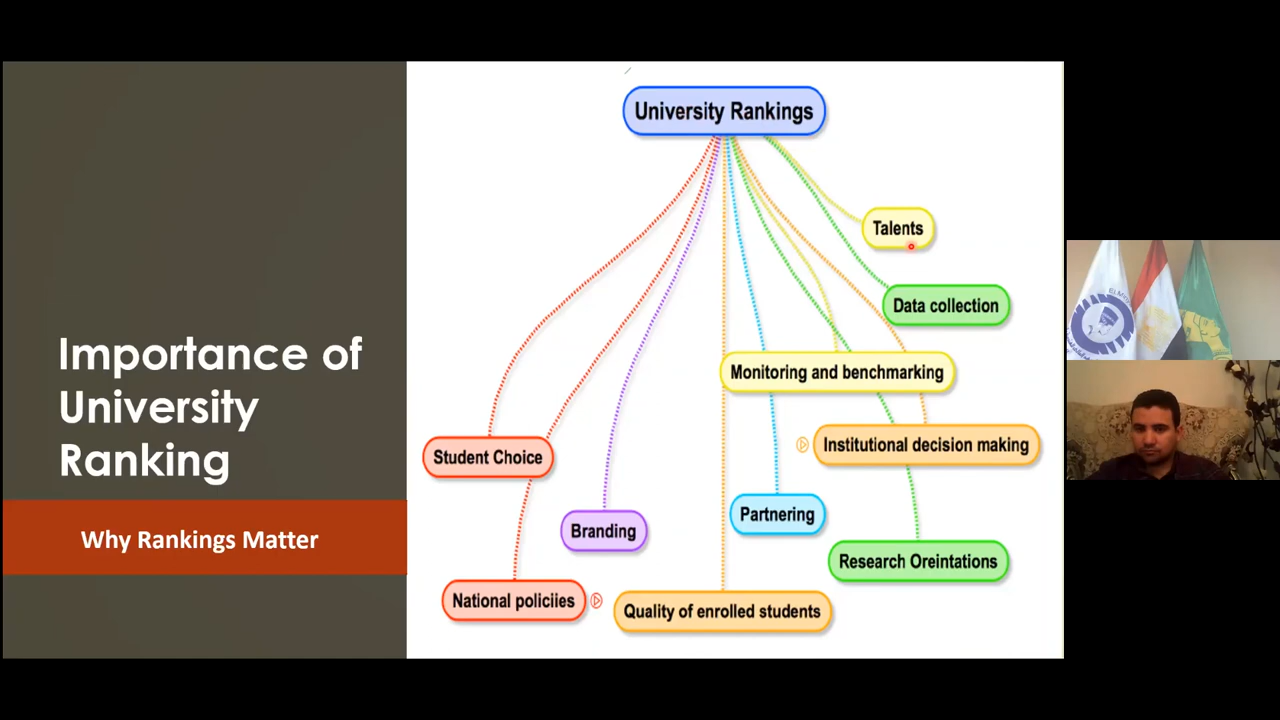 University Rankings
Talents
Data collection
Monitoring and benchmarking
Institutional decision making
Student Choice
Partnering
Branding
Research Oreintations
National policiies
Quality of enrolled students
Importance of
University
Ranking
Why Rankings Matter